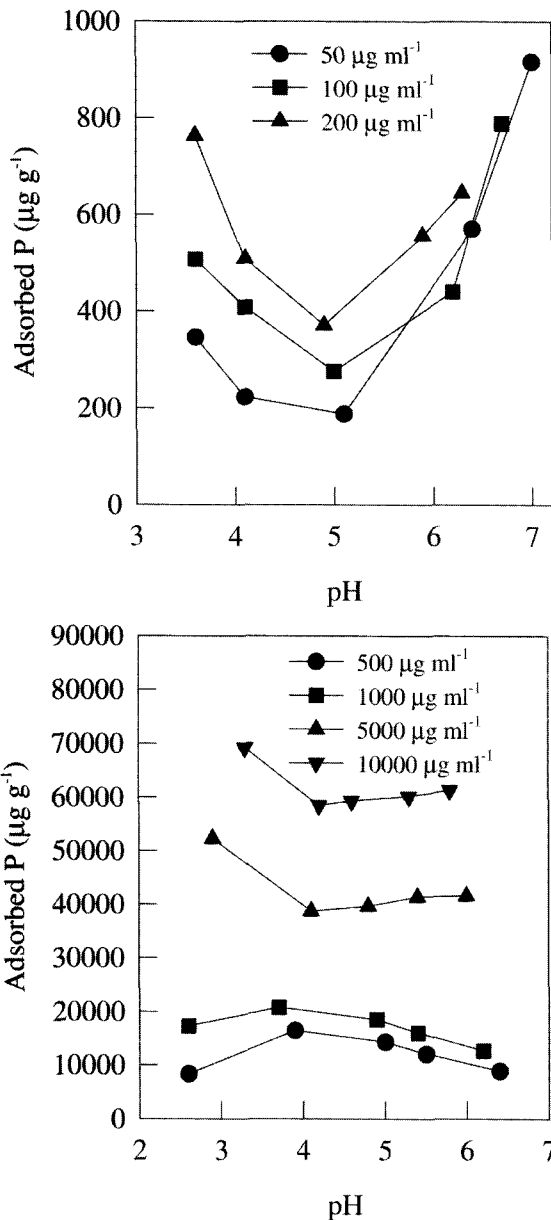 1000
800
600
400
200
0
Adsorbed P (µg g-1)
50 µg ml-1
100 µg ml-1
200 µg ml-1
3 4 5 6 7
pH
90000
80000
70000
60000
50000
40000
30000
20000
10000
0
Adsorbed P (µg g-1)
500 µg ml-1
1000 µg ml-1
5000 µg ml-1
10000 µg ml-1
2 3 4 5 6 7
pH